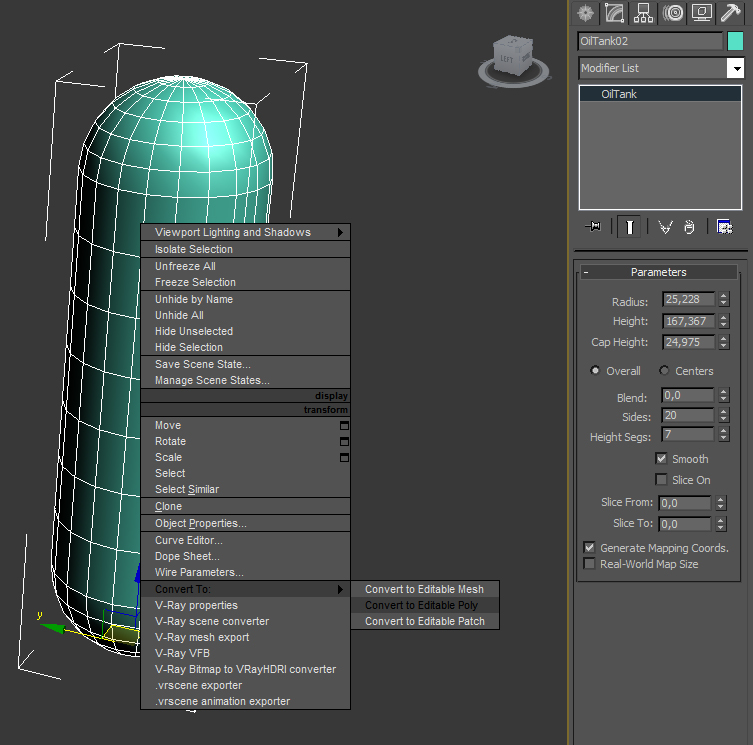 OilTank02
Modifier List
OilTank
LEFT
Viewport Lighting and Shadows
Isolate Selection
Unfreeze All
Freeze Selection
Unhide by Name
Unhide All
Hide Unselected
Hide Selection
Save Scene State...
Manage Scene States...
display
transform
Move
Rotate
Scale
Select
Select Similar
Clone
Object Properties...
Curve Editor...
Dope Sheet...
Wire Parameters...
Convert To:
V-Ray properties
V-Ray scene converter
V-Ray mesh export
V-Ray VFB
V-Ray Bitmap to VRayHDRI converter
.vrscene exporter
.vrscene animation exporter
Convert to Editable Mesh
Convert to Editable Poly
Convert to Editable Patch
y
- Parameters
Radius: 25,228
Height: 167,367
Cap Height: 24,975
Overall Centers
Blend: 0,0
Sides: 20
Height Segs: 7
Smooth
Slice On
Slice From: 0,0
Slice To: 0,0
Generate Mapping Coords.
Real-World Map Size